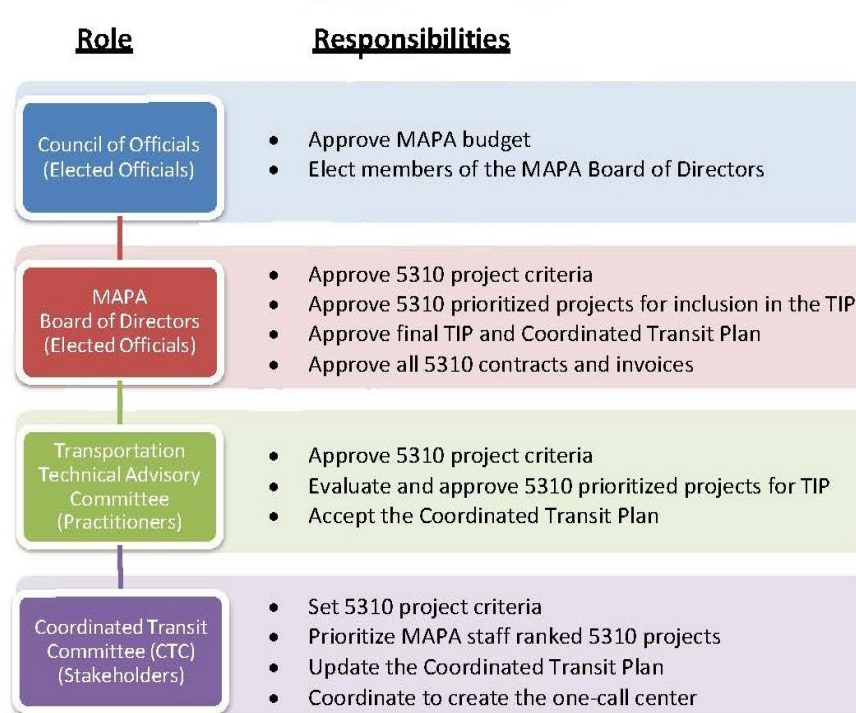 Role Responsibilities
Council of Officials
(Elected Officials)
• Approve MAPA budget
• Elect members of the MAPA Board of Directors
MAPA
Board of Directors
(Elected Officials)
• Approve 5310 project criteria
• Approve 5310 prioritized projects for inclusion in the TIP
• Approve final TIP and Coordinated Transit Plan
• Approve all 5310 contracts and invoices
Transportation
Technical Advisory
Committee
(Practitioners)
• Approve 5310 project criteria
• Evaluate and approve 5310 prioritized projects for TIP
• Accept the Coordinated Transit Plan
Coordinated Transit
Committee (CTC)
(Stakeholders)
• Set 5310 project criteria
• Prioritize MAPA staff ranked 5310 projects
• Update the Coordinated Transit Plan
• Coordinate to create the one-call center